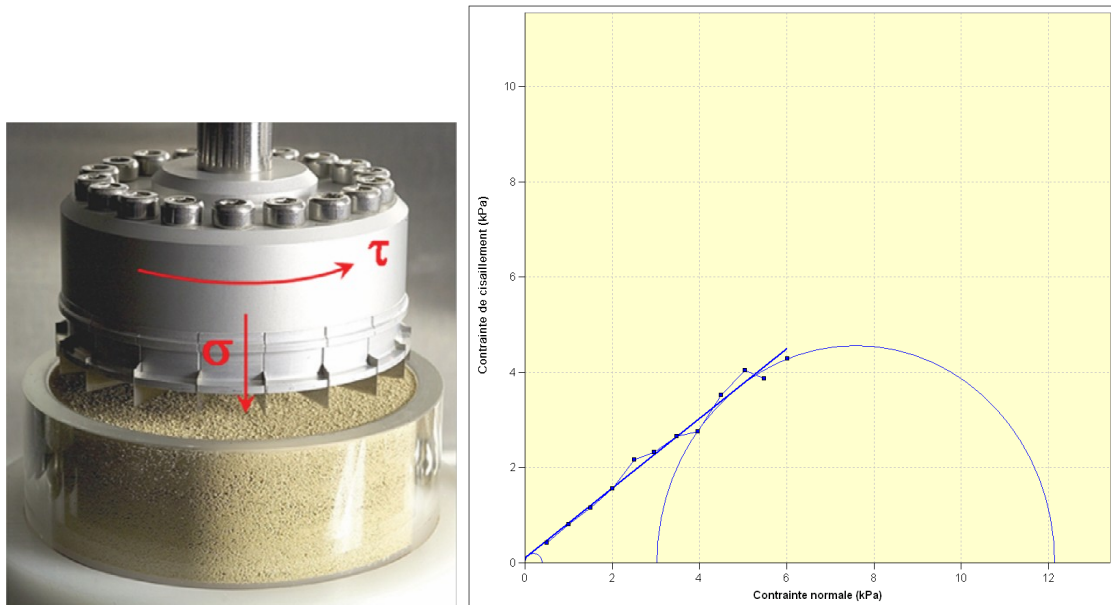 τ
σ
Contrainte de cisaillement (kPa)
10
8
6
4
2
0
0 2 4 6 8 10 12
Contrainte normale (kPa)